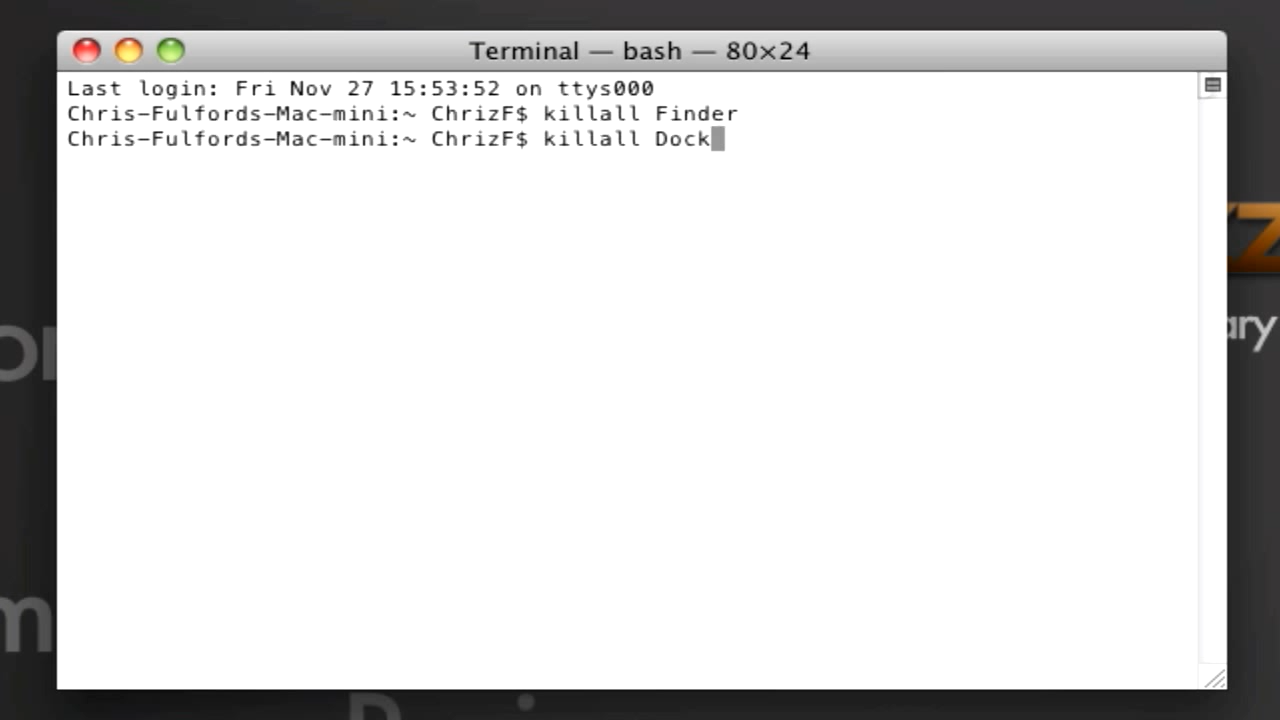 Terminal — bash — 80×24
Last login: Fri Nov 27 15:53:52 on ttys000
Chris-Fulfords-Mac-mini:~ ChrizF$ killall Finder
Chris-Fulfords-Mac-mini:~ ChrizF$ killall Dock